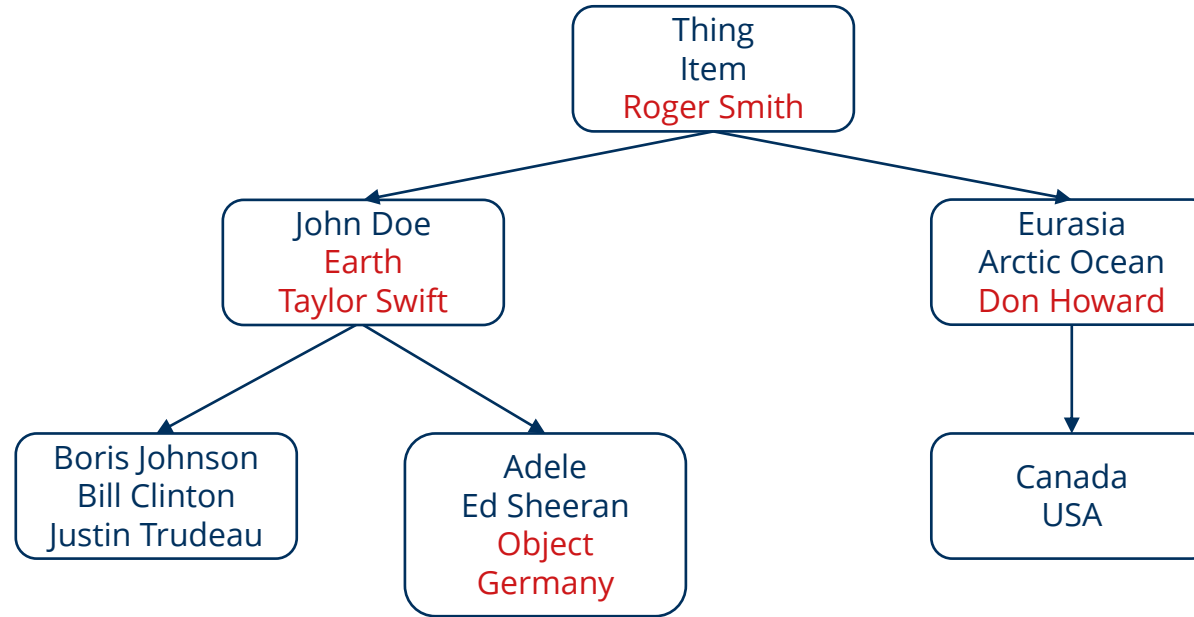 Thing
Item
Roger Smith
John Doe
Earth
Taylor Swift
Eurasia
Arctic Ocean
Don Howard
Boris Johnson
Bill Clinton
Justin Trudeau
Adele
Ed Sheeran
Object
Germany
Canada
USA